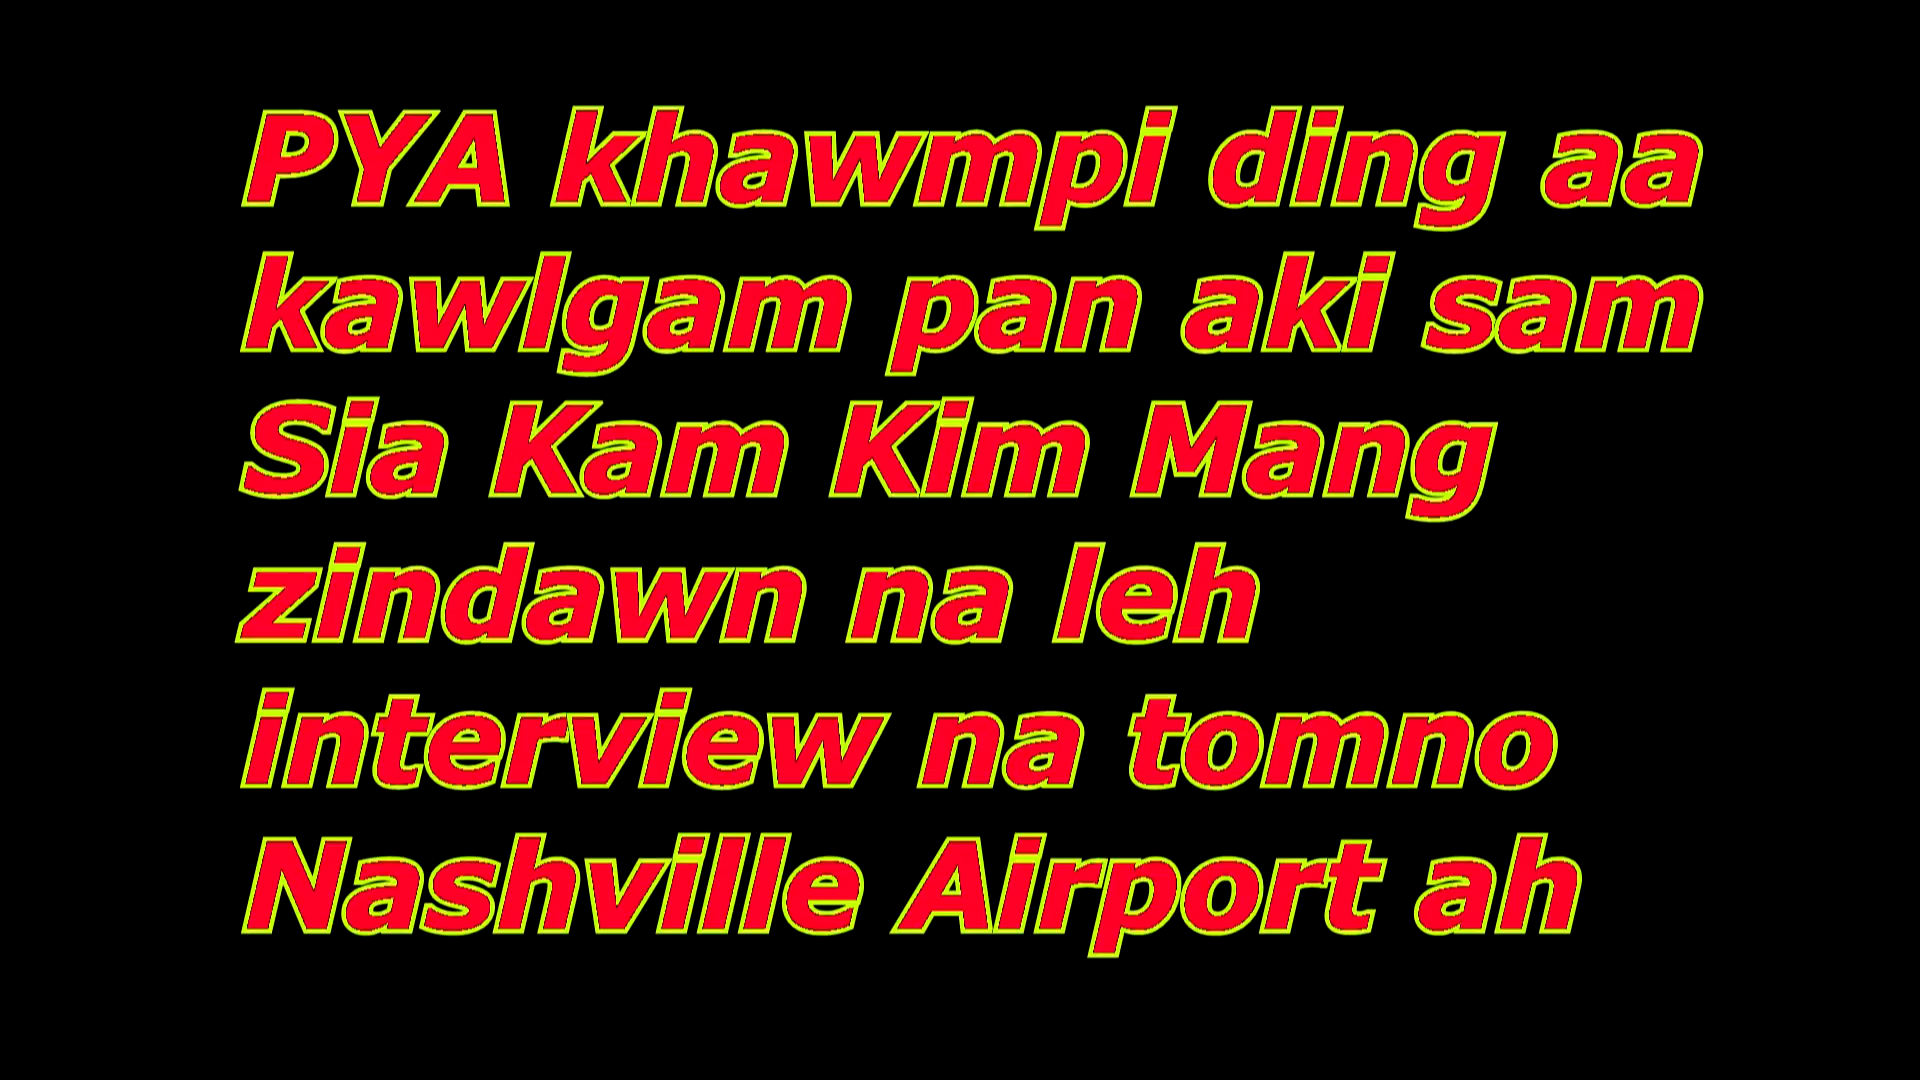 PYA khawmpi ding aa
kawlgam pan aki sam
Sia Kam Kim Mang
zindawn na leh
interview na tomno
Nashville Airport ah